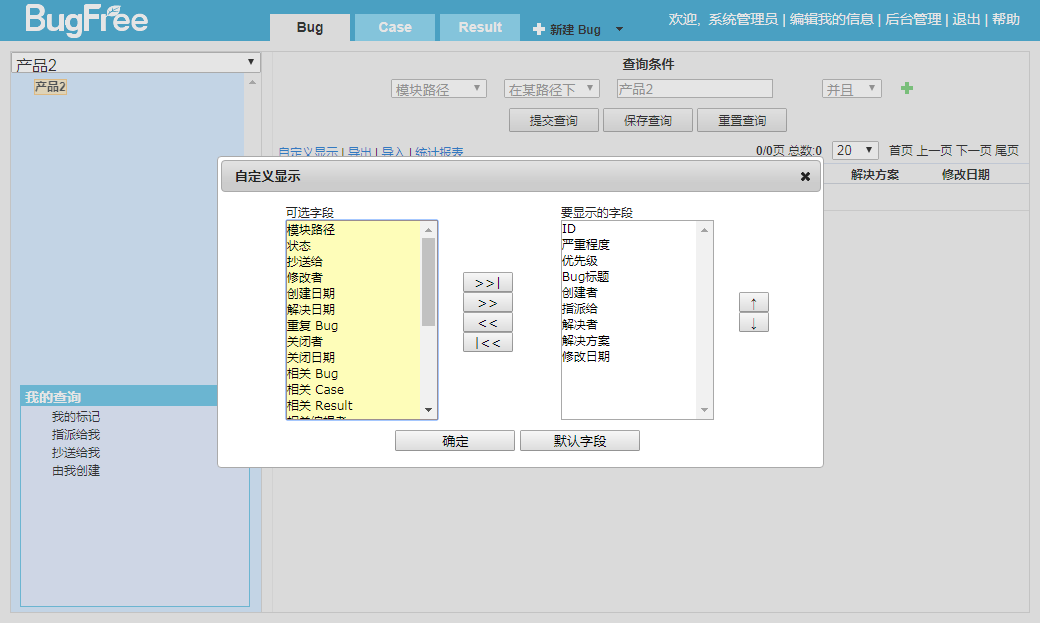 BugFree
Bug
Case
Result
新建 Bug
欢迎, 系统管理员 | 编辑我的信息 | 后台管理 | 退出 | 帮助
产品2
产品2
查询条件
模块路径
在某路径下
产品2
并且
提交查询
保存查询
重置查询
自定义显示 | 导出 | 导入 | 统计报表
0/0页 总数:0
20
首页 上一页 下一页 尾页
解决方案
修改日期
自定义显示
可选字段
模块路径
状态
抄送给
修改者
创建日期
解决日期
重复 Bug
关闭者
关闭日期
相关 Bug
相关 Case
相关 Result
>>|
>>
<<
|<<
要显示的字段
ID
严重程度
优先级
Bug标题
创建者
指派给
解决者
解决方案
修改日期
↑
↓
确定
默认字段
我的查询
我的标记
指派给我
抄送给我
由我创建